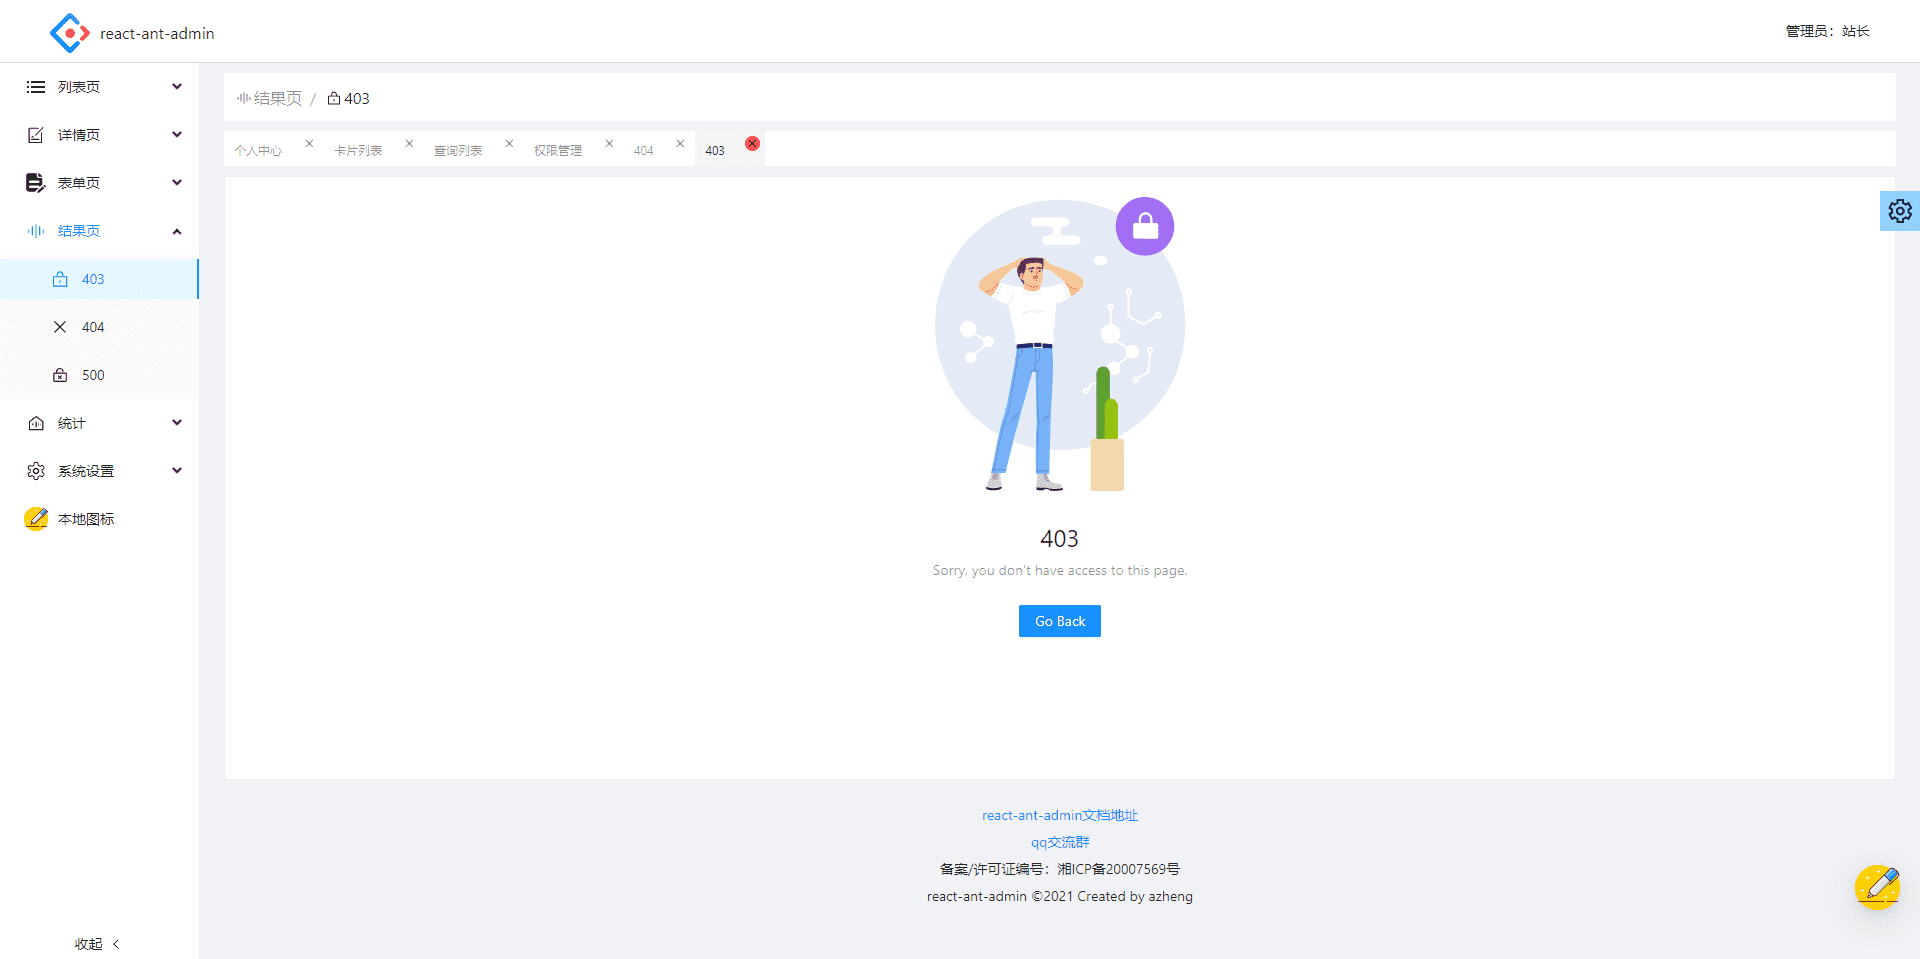 react-ant-admin
管理员：站长
列表页
详情页
表单页
结果页
403
404
500
统计
系统设置
本地图标
收起
结果页 / 403
个人中心 卡片列表 查询列表 权限管理 404 403
403
Sorry, you don't have access to this page.
Go Back
react-ant-admin文档地址
qq交流群
备案/许可证编号：湘ICP备20007569号
react-ant-admin ©2021 Created by azheng